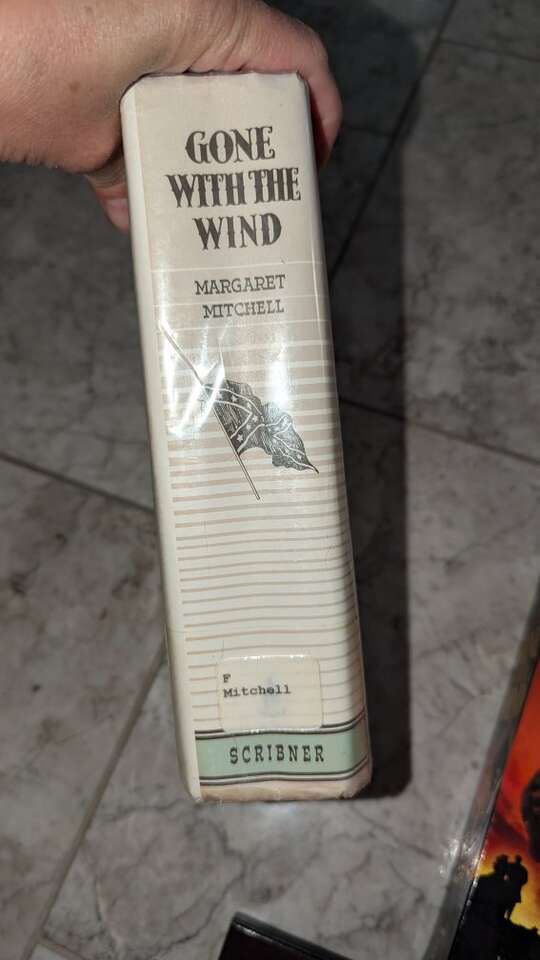 GONE
WITH THE
WIND
MARGARET
MITCHELL
F
Mitchell
SCRIBNER